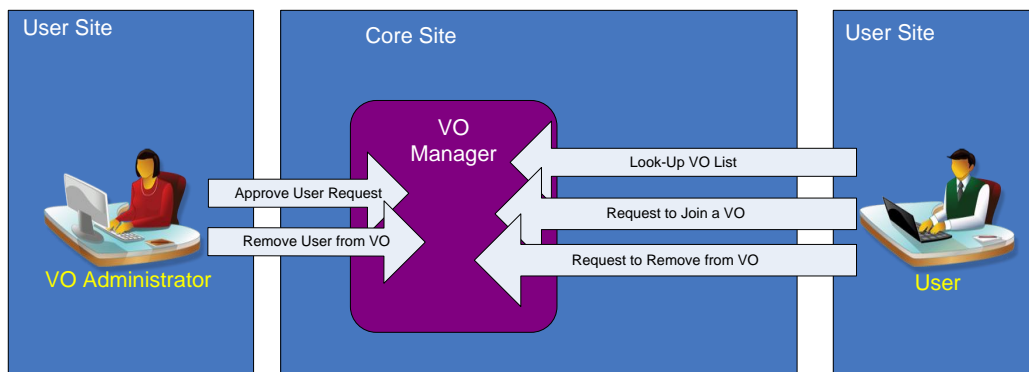 User Site
Core Site
User Site
VO
Manager
Look-Up VO List
Approve User Request
Request to Join a VO
Remove User from VO
Request to Remove from VO
VO Administrator
User